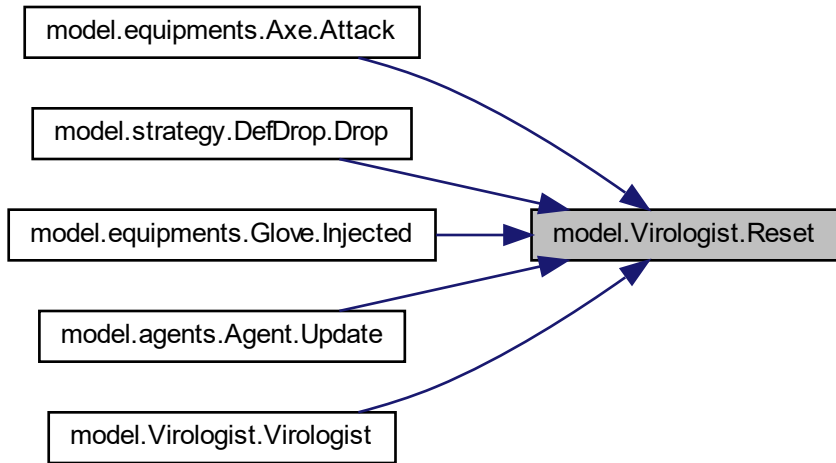 model.equipments.Axe.Attack
model.strategy.DefDrop.Drop
model.equipments.Glove.Injected
model.Virologist.Reset
model.agents.Agent.Update
model.Virologist.Virologist